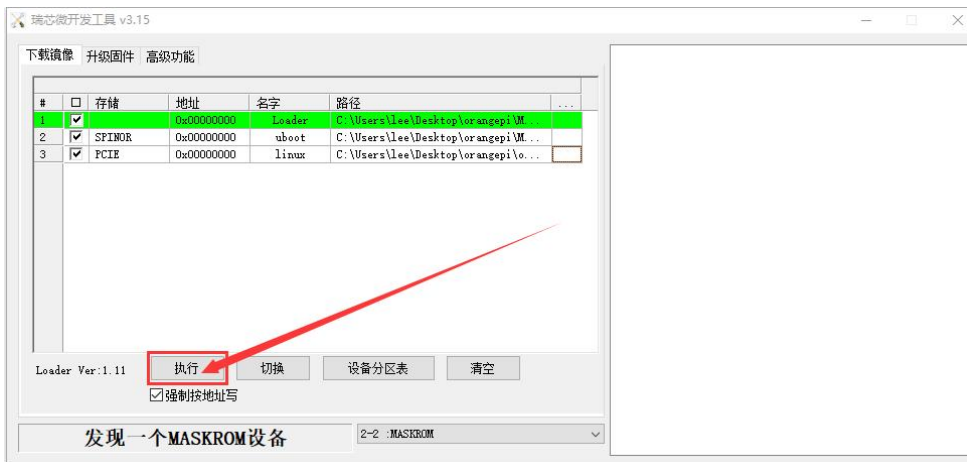 瑞芯微开发工具 v3.15
下载镜像 升级固件 高级功能
# 存储 地址 名字 路径 ...
1 0x00000000 Loader C:\Users\lee\Desktop\orangepi\M...
2 SPINOR 0x00000000 uboot C:\Users\lee\Desktop\orangepi\M...
3 PCIE 0x00000000 linux C:\Users\lee\Desktop\orangepi\o...
Loader Ver:1.11 执行 切换 设备分区表 清空
强制按地址写
发现一个MASKROM设备 2-2 :MASKROM